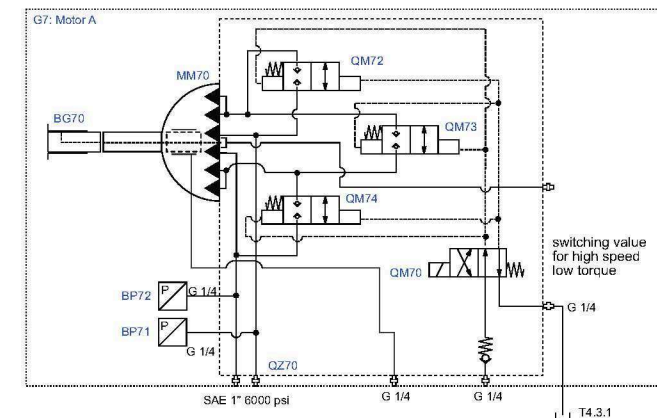 G7: Motor A
QM72
MM70
BG70
QM73
QM74
switching value
for high speed
low torque
QM70
P
BP72
G 1/4
G 1/4
P
BP71
G 1/4
QZ70
SAE 1" 6000 psi
G 1/4
G 1/4
T4.3.1